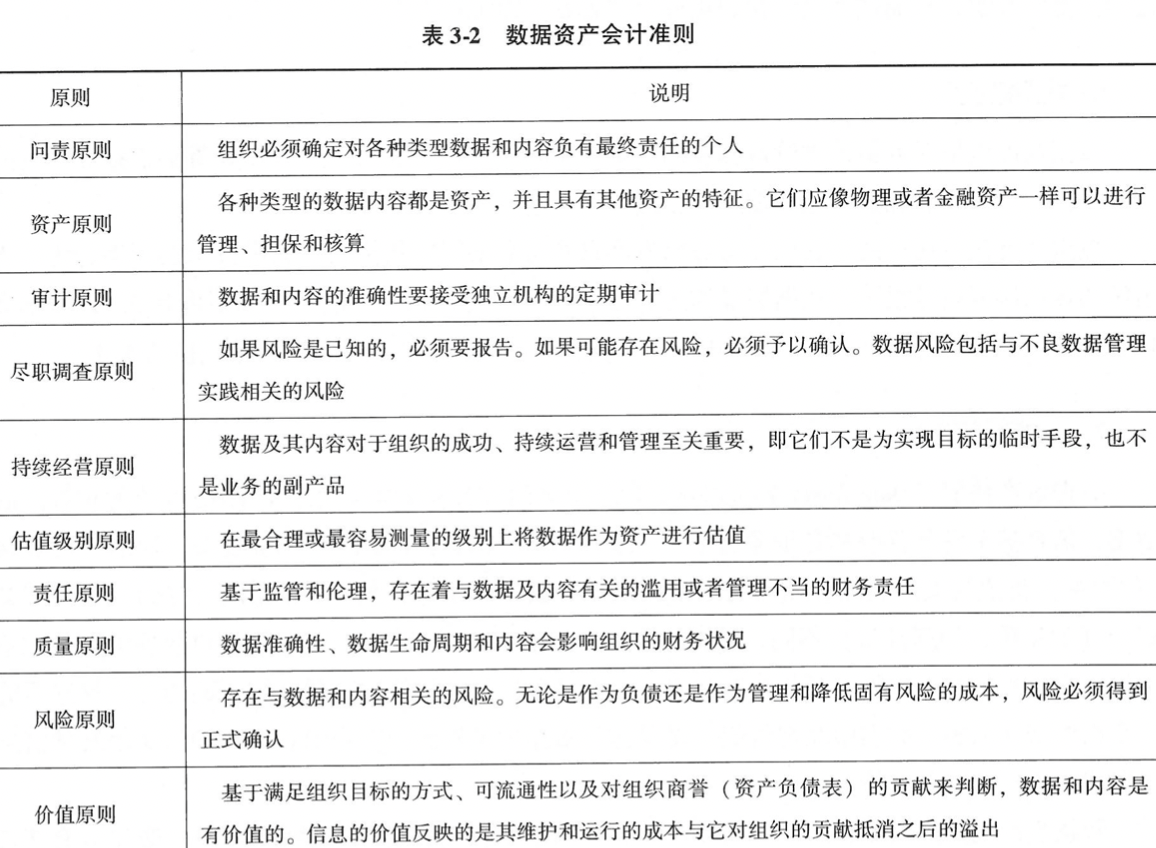 表 3-2 数据资产会计准则
原则 说明
问责原则 组织必须确定对各种类型数据和内容负有最终责任的个人
各种类型的数据内容都是资产，并且具有其他资产的特征。它们应像物理或者金融资产一样可以进行
资产原则
管理、担保和核算
审计原则 数据和内容的准确性要接受独立机构的定期审计
如果风险是已知的，必须要报告。如果可能存在风险，必须予以确认。数据风险包括与不良数据管理
尽职调查原则
实践相关的风险
数据及其内容对于组织的成功、持续运营和管理至关重要，即它们不是为实现目标的临时手段，也不
持续经营原则
是业务的副产品
估值级别原则 在最合理或最容易测量的级别上将数据作为资产进行估值
责任原则 基于监管和伦理，存在着与数据及内容有关的滥用或者管理不当的财务责任
质量原则 数据准确性、数据生命周期和内容会影响组织的财务状况
存在与数据和内容相关的风险。无论是作为负债还是作为管理和降低固有风险的成本，风险必须得到
风险原则
正式确认
基于满足组织目标的方式、可流通性以及对组织商誉（资产负债表）的贡献来判断，数据和内容是
价值原则
有价值的。信息的价值反映的是其维护和运行的成本与它对组织的贡献抵消之后的溢出